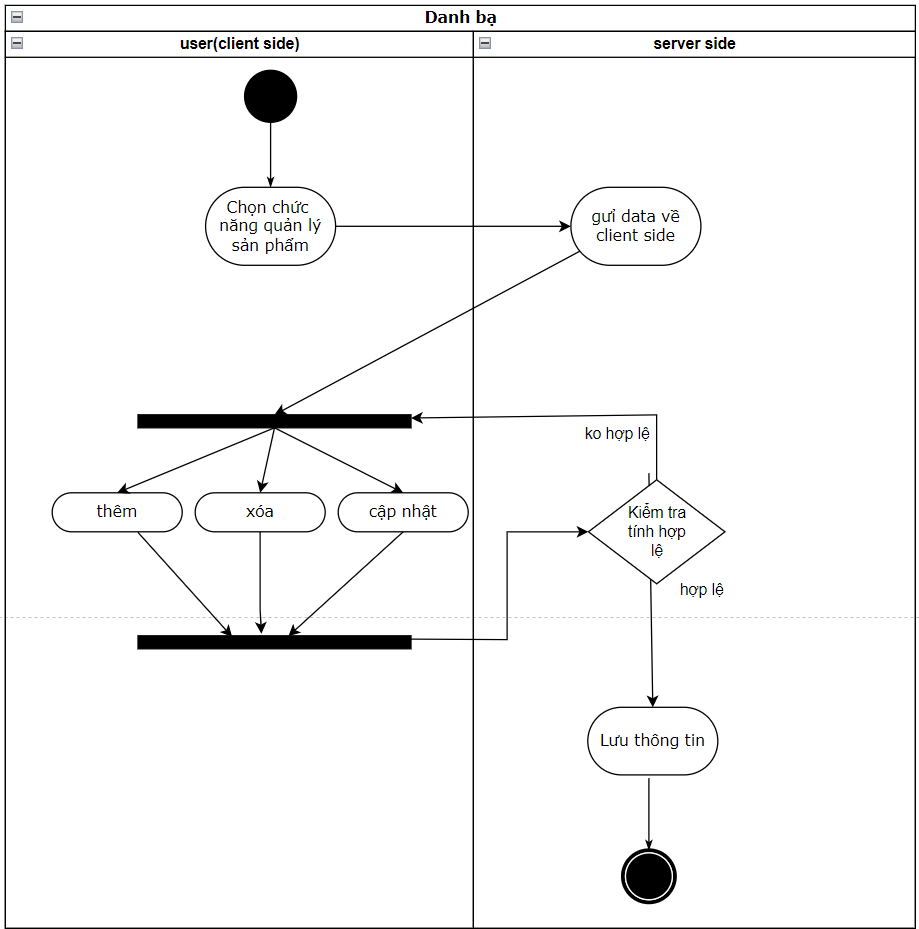 Danh bạ
user(client side)
server side
Chọn chức
năng quản lý
sản phẩm
gửi data về
client side
ko hợp lệ
thêm
xóa
cập nhật
Kiểm tra
tính hợp
lệ
hợp lệ
Lưu thông tin